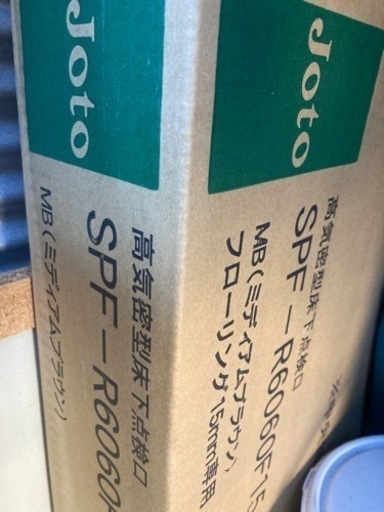 Joto
高気密型床下点検口
SPF－R6060F
MB(ミディアムブラウン)
Joto
高気密型床下点検口
SPF－R6060F15
MB(ミディアムブラウン)
フローリング15mm専用